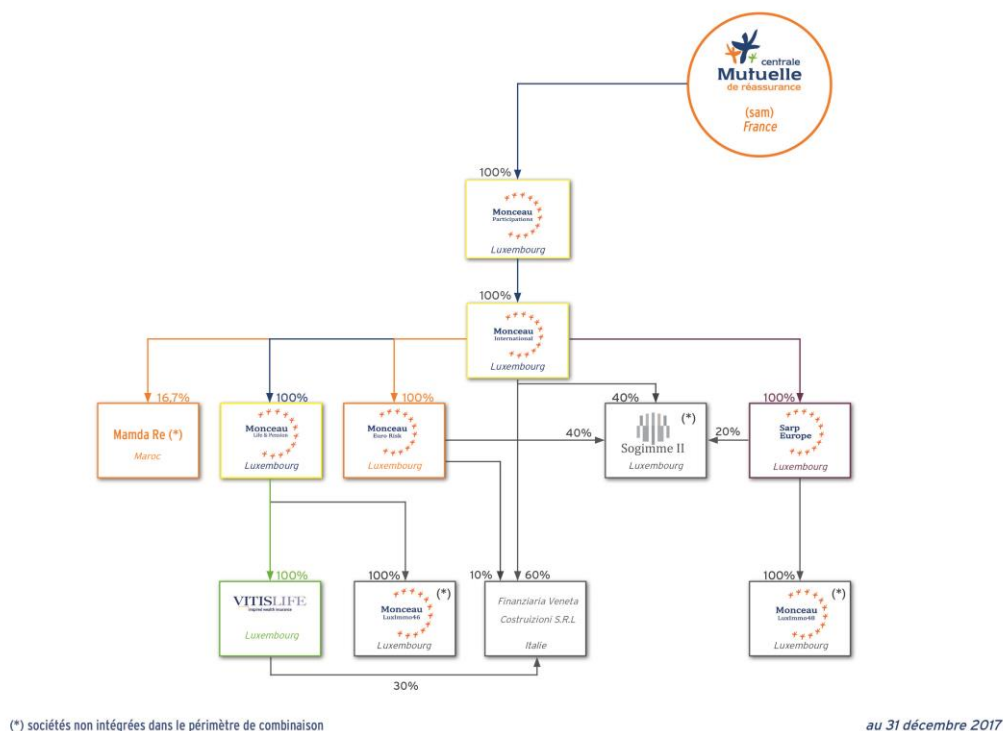 centrale
Mutuelle
de réassurance
(sam)
France
100%
Monceau
Participations
Luxembourg
100%
Monceau
International
Luxembourg
16,7%
100%
100%
40%
100%
Mamda Re (*)
Maroc
Monceau
Life & Pension
Luxembourg
Monceau
Euro Risk
Luxembourg
40%
(*)
Sogimme II
Luxembourg
20%
Sarp
Europe
Luxembourg
100%
100%
10%
60%
100%
VITISLIFE
Luxembourg
(*)
Monceau
LuxImmo46
Luxembourg
Finanziaria Veneta
Costruizioni S.R.L
Italie
(*)
Monceau
LuxImmo48
Luxembourg
30%
(*) sociétés non intégrées dans le périmètre de combinaison
au 31 décembre 2017